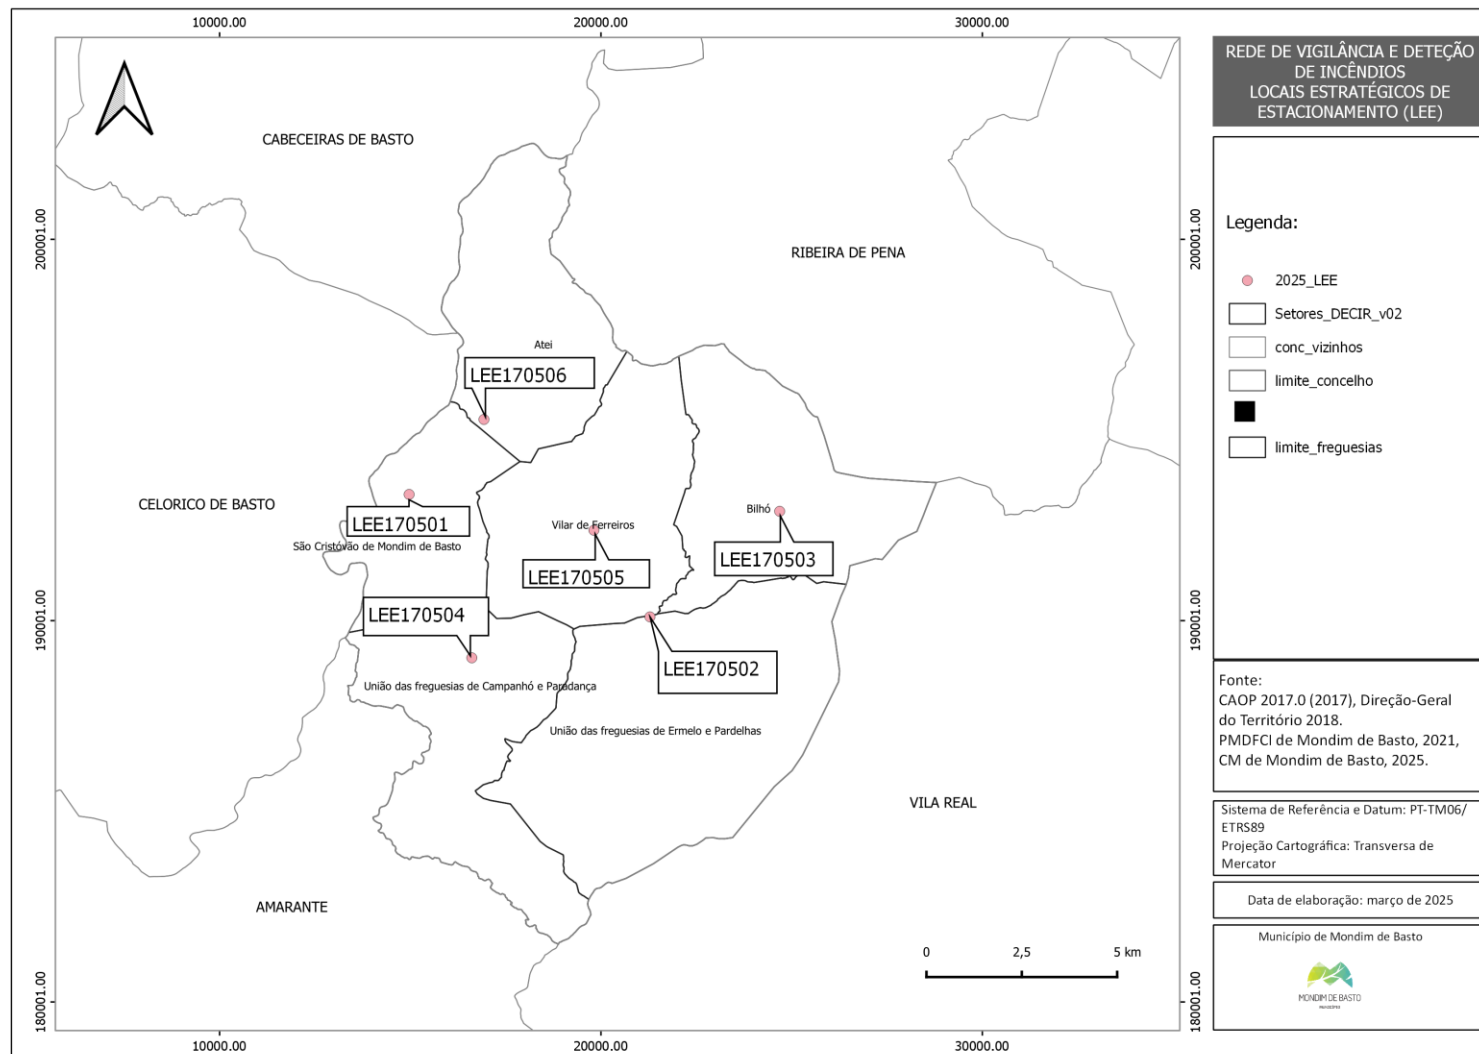 10000.00
20000.00
30000.00
REDE DE VIGILÂNCIA E DETEÇÃO
DE INCÊNDIOS
LOCAIS ESTRATÉGICOS DE
ESTACIONAMENTO (LEE)
CABECEIRAS DE BASTO
200001.00
200001.00
RIBEIRA DE PENA
Legenda:
2025_LEE
Setores_DECIR_v02
conc_vizinhos
limite_concelho
limite_freguesias
Atei
LEE170506
CELORICO DE BASTO
LEE170501
São Cristóvão de Mondim de Basto
Vilar de Ferreiros
LEE170505
Bilhó
LEE170503
LEE170504
190001.00
190001.00
LEE170502
União das freguesias de Campanhó e Paradança
União das freguesias de Ermelo e Pardelhas
VILA REAL
AMARANTE
Fonte:
CAOP 2017.0 (2017), Direção-Geral
do Território 2018.
PMDFCI de Mondim de Basto, 2021,
CM de Mondim de Basto, 2025.
Sistema de Referência e Datum: PT-TM06/
ETRS89
Projeção Cartográfica: Transversa de
Mercator
Data de elaboração: março de 2025
Município de Mondim de Basto
MONDIM DE BASTO
MUNICÍPIO
0 2,5 5 km
180001.00
180001.00
10000.00
20000.00
30000.00